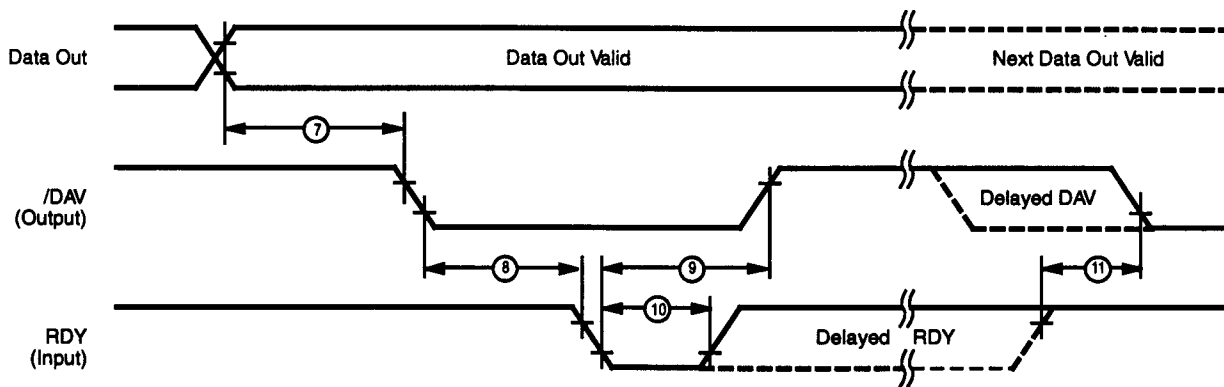 Data Out
Data Out Valid
Next Data Out Valid
7
/DAV
(Output)
Delayed DAV
8
9
11
10
RDY
(Input)
Delayed RDY